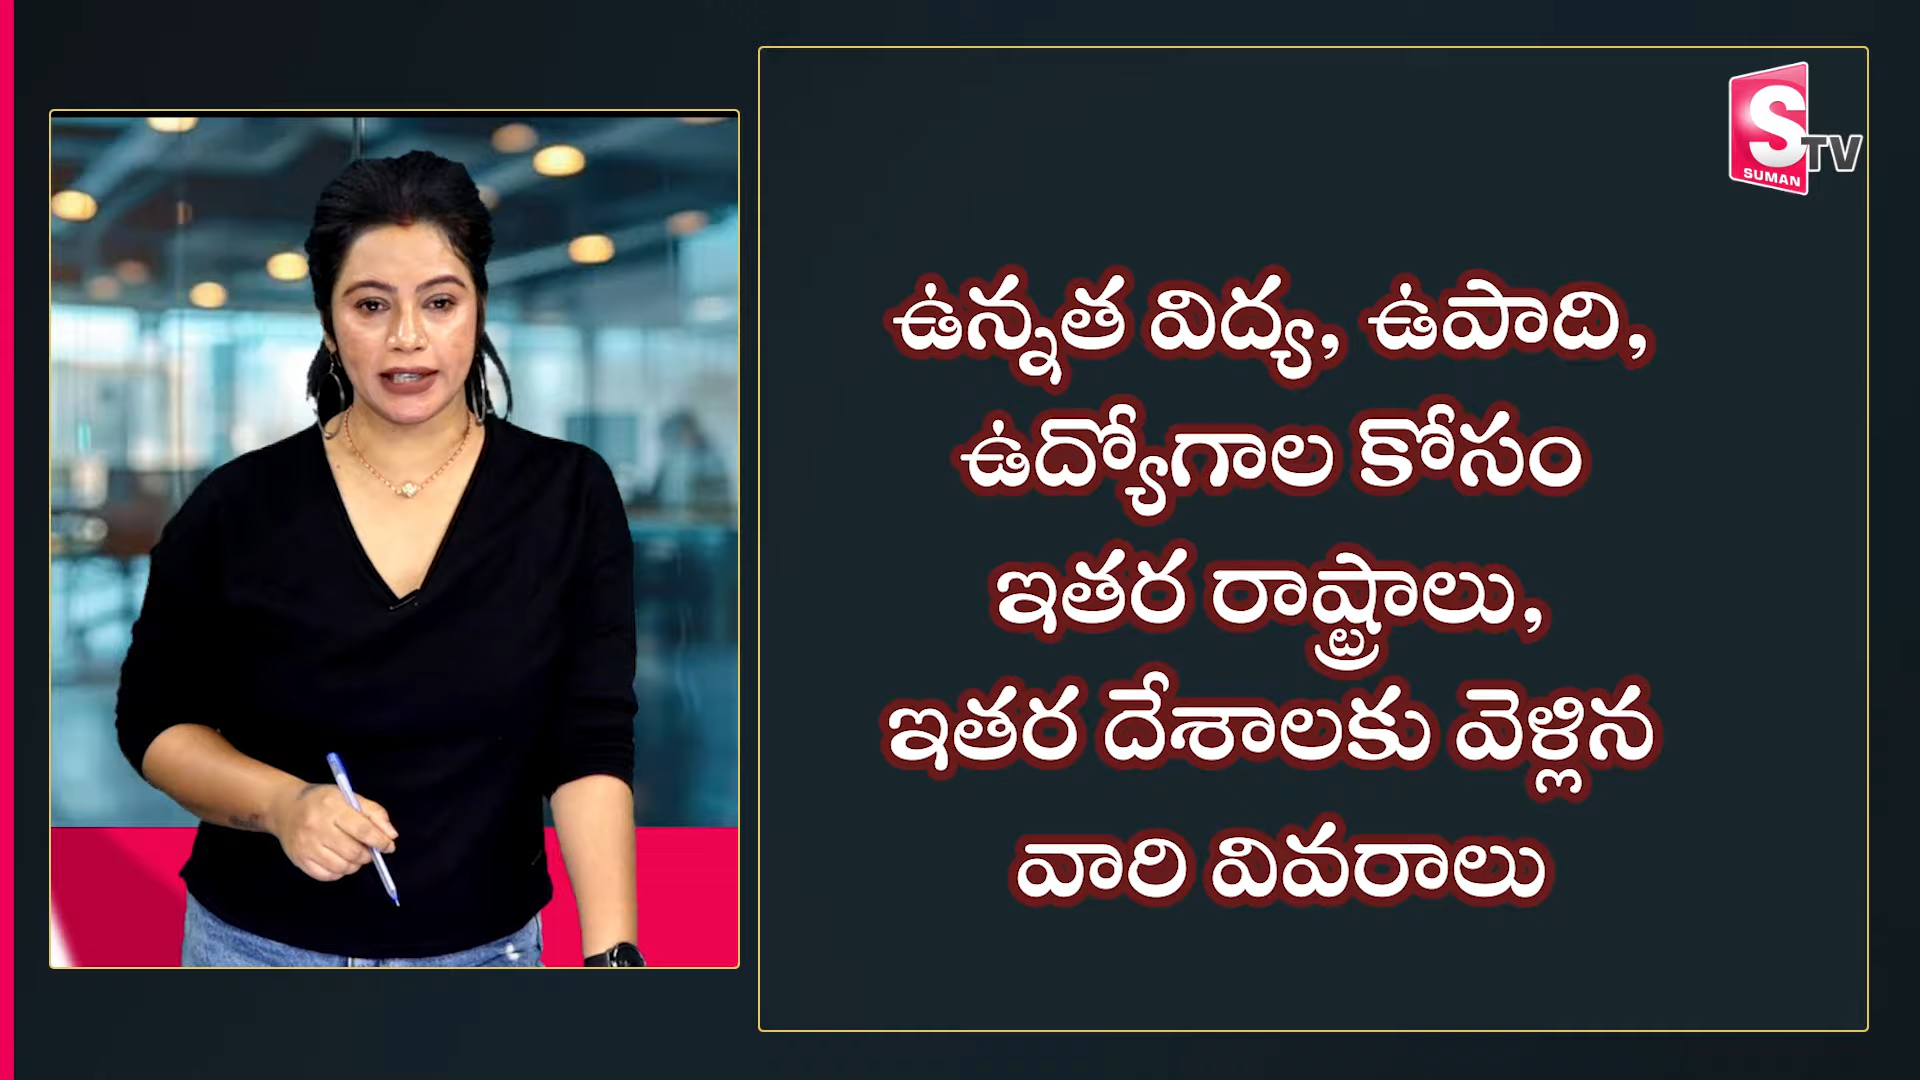 S
TV
SUMAN
ఉన్నత విద్య, ఉపాది,
ఉద్యోగాల కోసం
ఇతర రాష్ట్రాలు,
ఇతర దేశాలకు వెళ్లిన
వారి వివరాలు